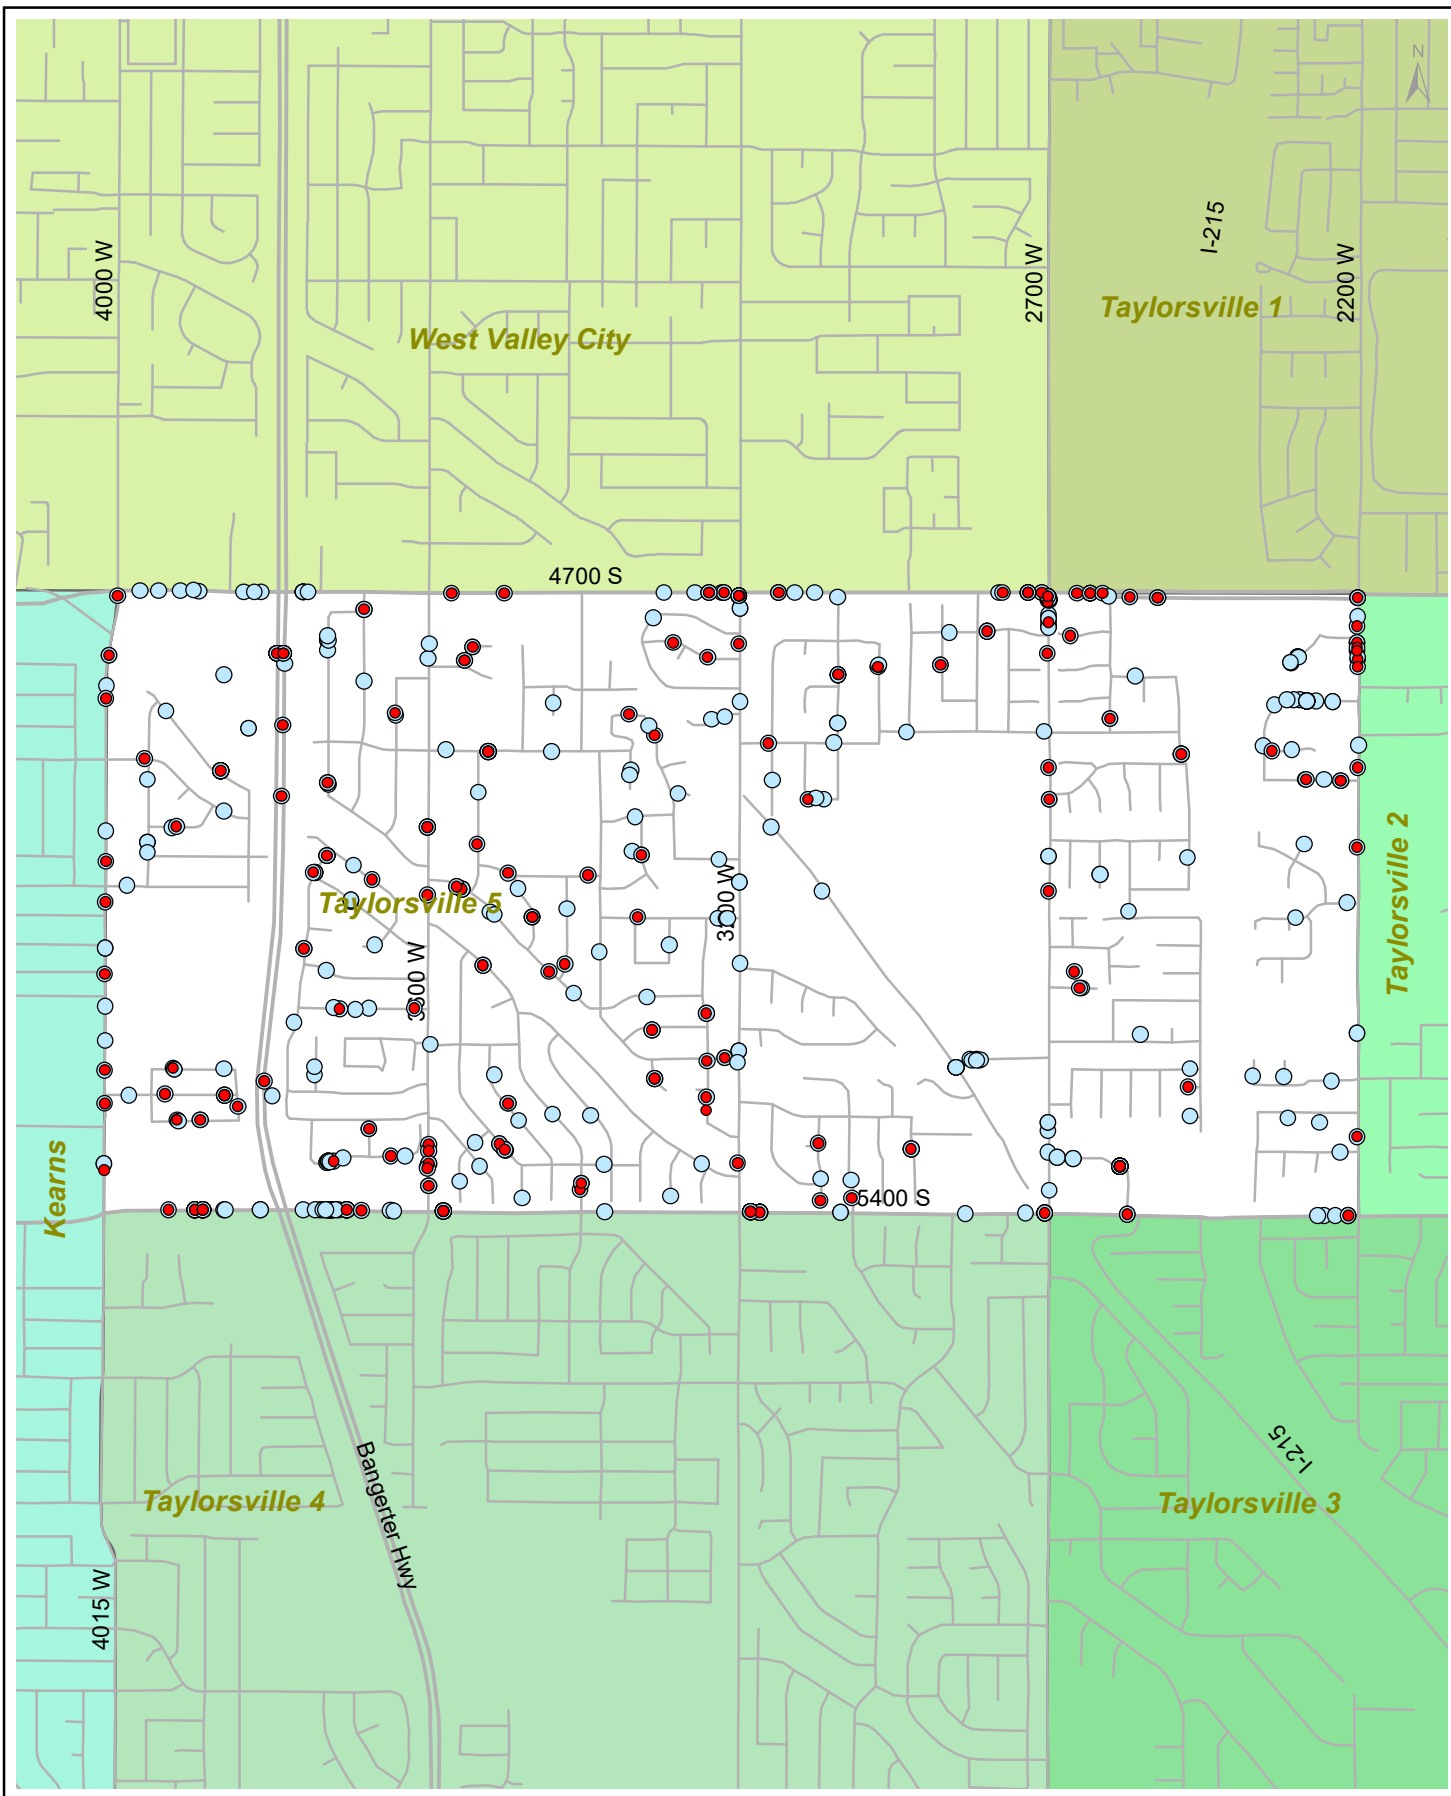 N
I-215
4000 W
2700 W
2200 W
Taylorsville 1
West Valley City
4700 S
Taylorsville 2
Taylorsville 5
3200 W
3600 W
Kearns
5400 S
I-215
Bangerter Hwy
Taylorsville 4
Taylorsville 3
4015 W